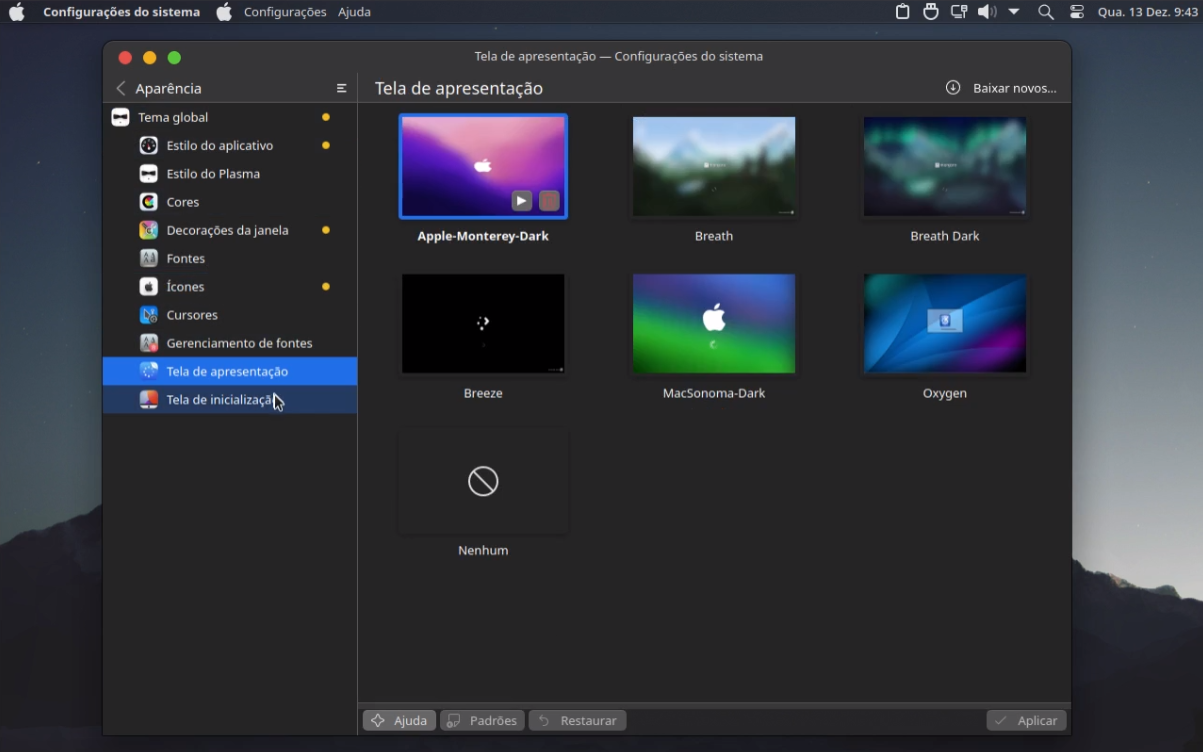 Configurações do sistema Configurações Ajuda Qua. 13 Dez. 9:43
Tela de apresentação — Configurações do sistema
Aparência
Tela de apresentação Baixar novos...
Tema global
Estilo do aplicativo
Estilo do Plasma
Cores
Decorações da janela
Fontes
Ícones
Cursores
Gerenciamento de fontes
Tela de apresentação
Tela de inicialização
Apple-Monterey-Dark Breath Breath Dark
Breeze MacSonoma-Dark Oxygen
Nenhum
Ajuda Padrões Restaurar Aplicar